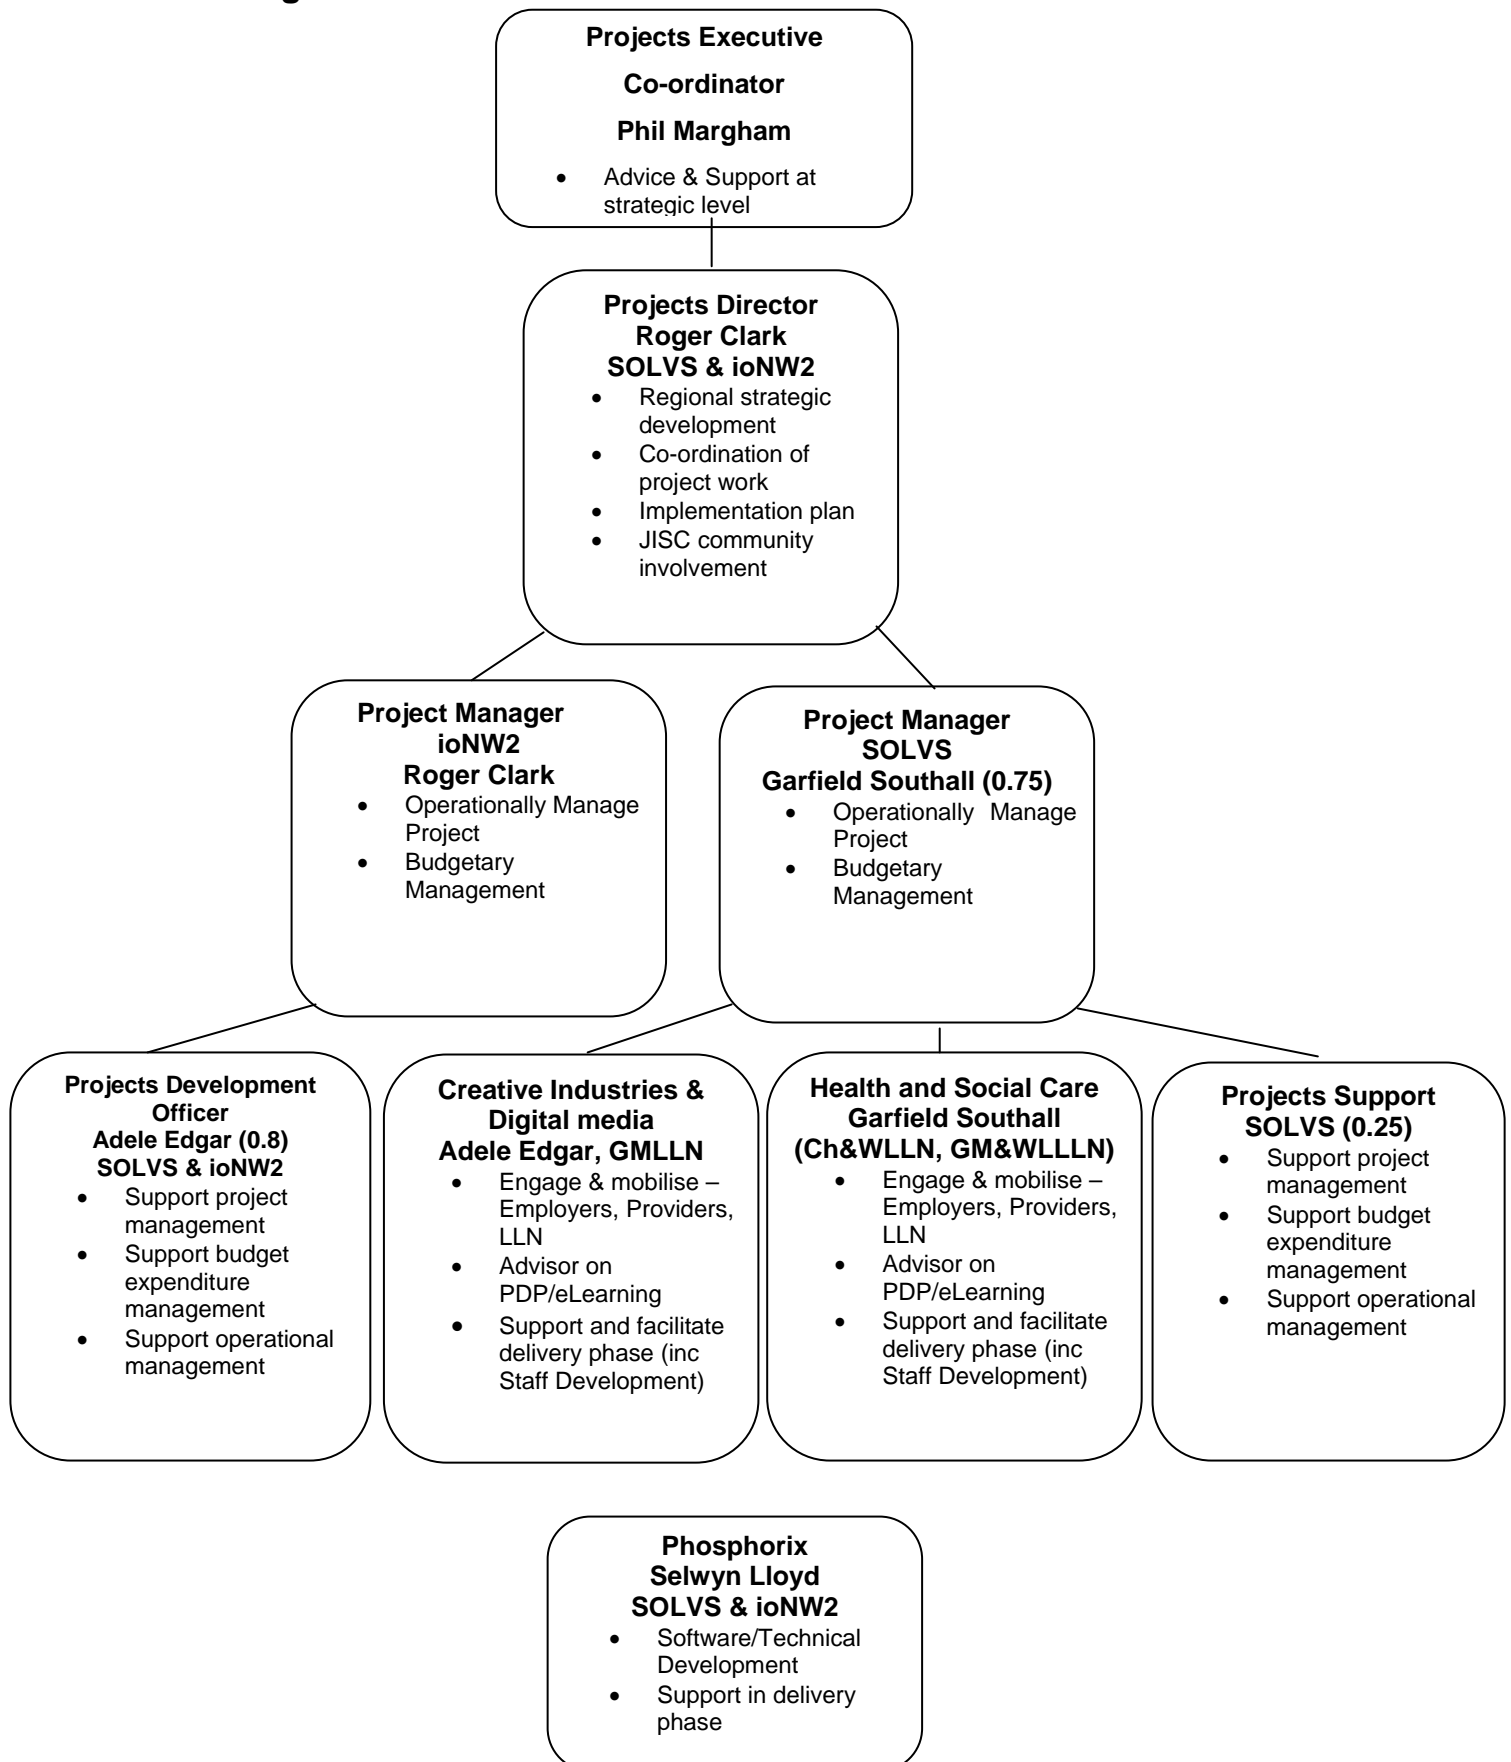 Projects Executive
Co-ordinator
Phil Margham
• Advice & Support at
strategic level
Projects Director
Roger Clark
SOLVS & ioNW2
• Regional strategic
development
• Co-ordination of
project work
• Implementation plan
• JISC community
involvement
Project Manager
ioNW2
Roger Clark
• Operationally Manage
Project
• Budgetary
Management
Project Manager
SOLVS
Garfield Southall (0.75)
• Operationally Manage
Project
• Budgetary
Management
Projects Development
Officer
Adele Edgar (0.8)
SOLVS & ioNW2
• Support project
management
• Support budget
expenditure
management
• Support operational
management
Creative Industries &
Digital media
Adele Edgar, GMLLN
• Engage & mobilise –
Employers, Providers,
LLN
• Advisor on
PDP/eLearning
• Support and facilitate
delivery phase (inc
Staff Development)
Health and Social Care
Garfield Southall
(Ch&WLLN, GM&WLLLN)
• Engage & mobilise –
Employers, Providers,
LLN
• Advisor on
PDP/eLearning
• Support and facilitate
delivery phase (inc
Staff Development)
Projects Support
SOLVS (0.25)
• Support project
management
• Support budget
expenditure
management
• Support operational
management
Phosphorix
Selwyn Lloyd
SOLVS & ioNW2
• Software/Technical
Development
• Support in delivery
phase